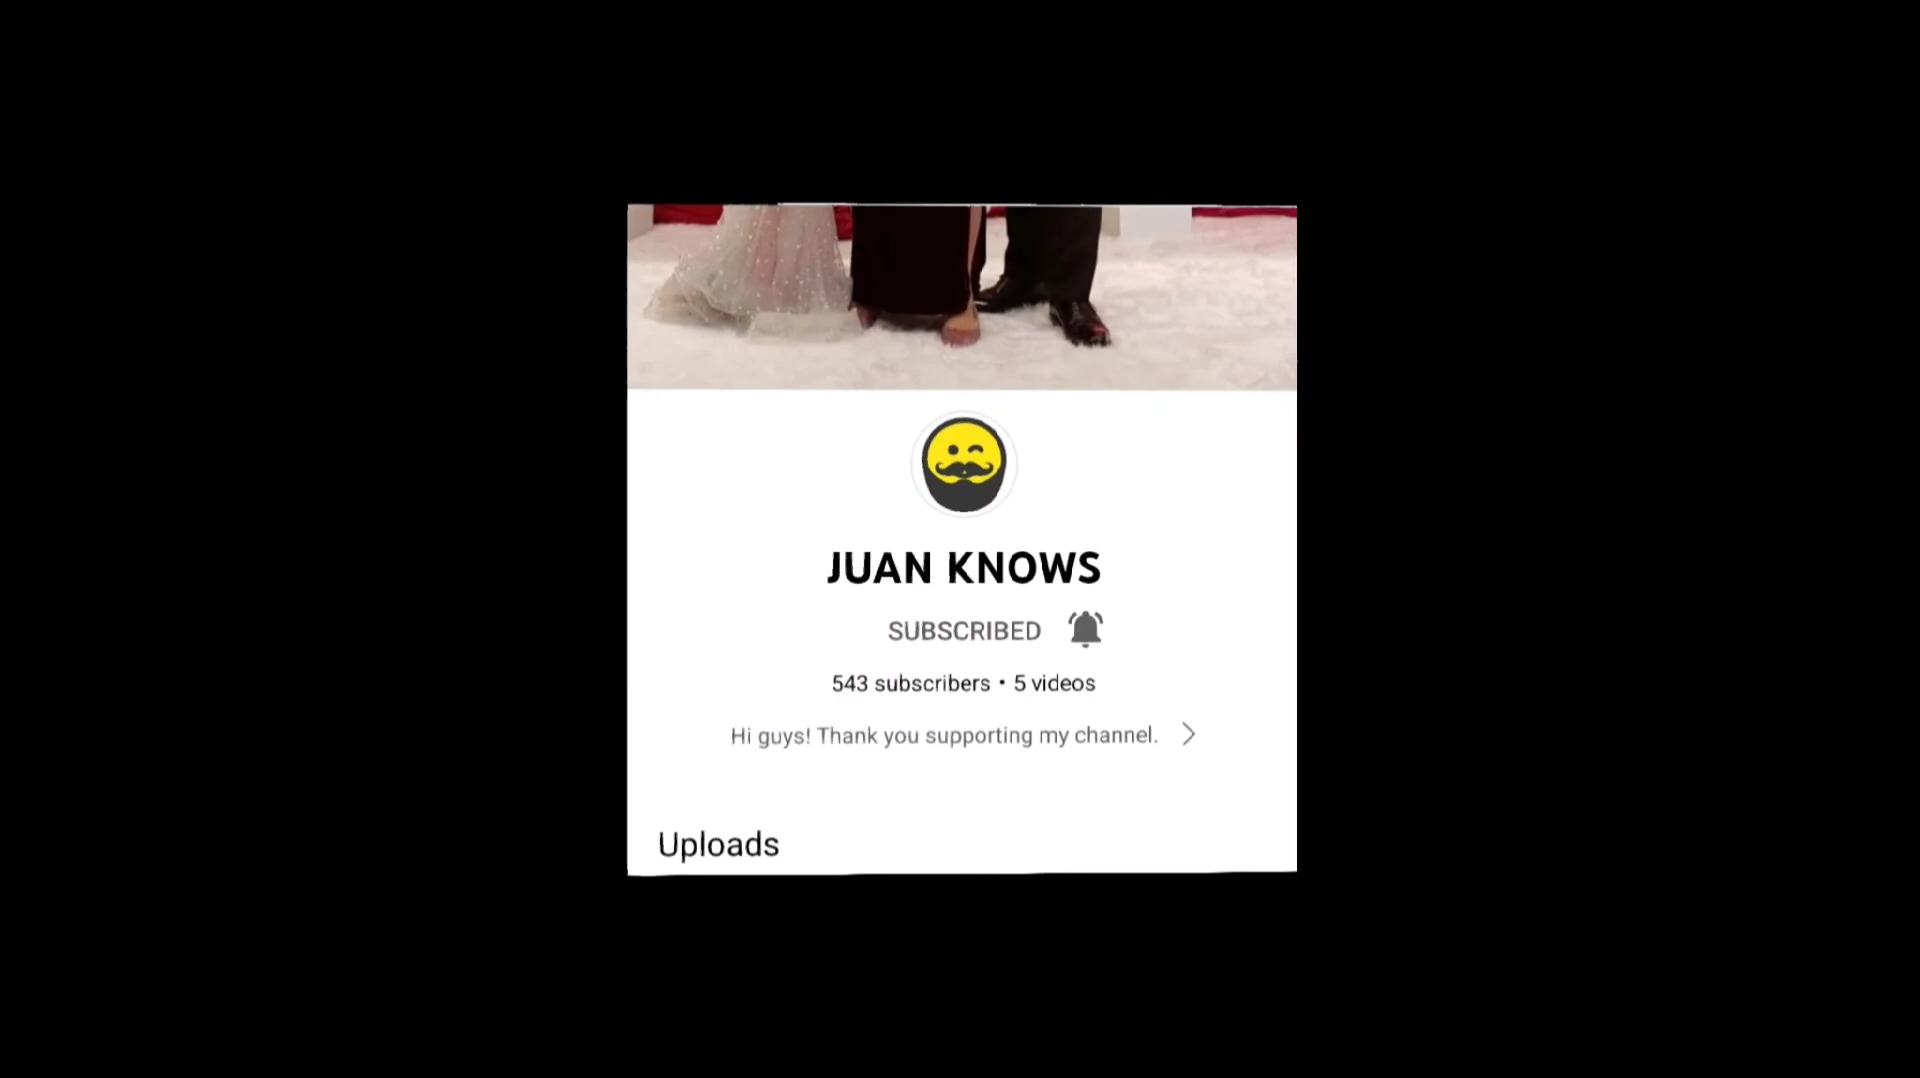 JUAN KNOWS
SUBSCRIBED
543 subscribers • 5 videos
Hi guys! Thank you supporting my channel.
Uploads